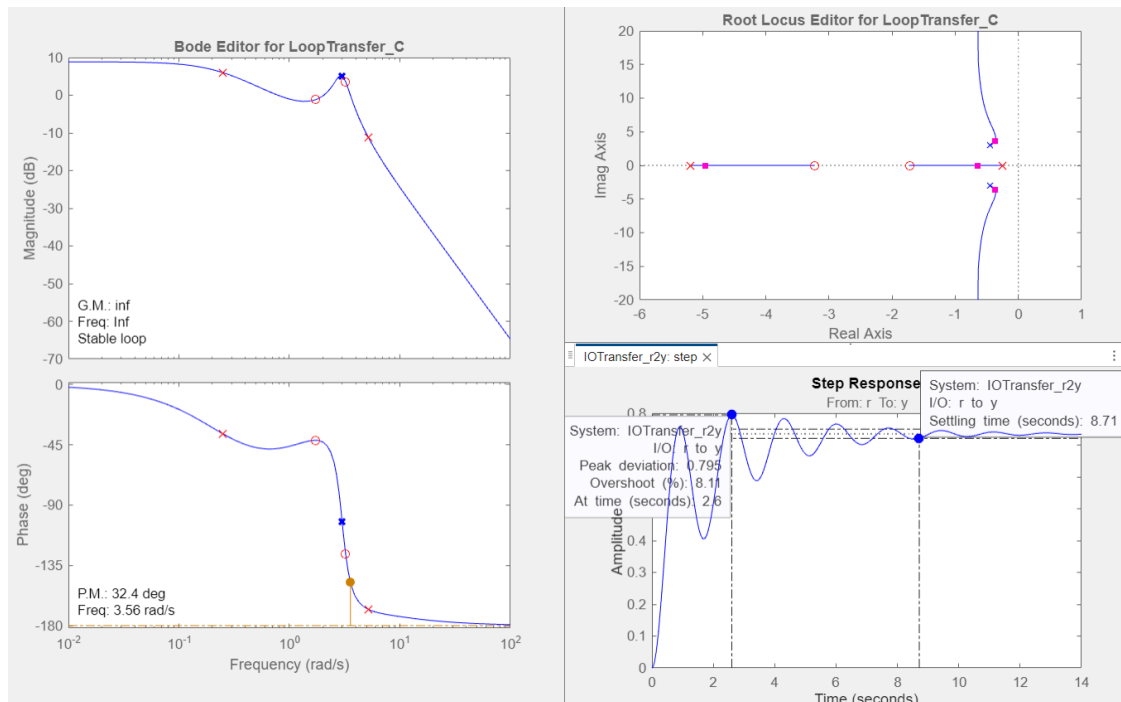 Bode Editor for LoopTransfer_C
Magnitude (dB)
10
0
-10
-20
-30
-40
-50
-60
-70
G.M.: inf
Freq: Inf
Stable loop
Phase (deg)
0
-45
-90
-135
-180
P.M.: 32.4 deg
Freq: 3.56 rad/s
10-2
10-1
100
101
102
Frequency (rad/s)
Root Locus Editor for LoopTransfer_C
Imag Axis
20
15
10
5
0
-5
-10
-15
-20
-6
-5
-4
-3
-2
-1
0
1
Real Axis
IOTransfer_r2y: step
Step Response
From: r To: y
System: IOTransfer_r2y
I/O: r to y
Settling time (seconds): 8.71
System: IOTransfer_r2y
I/O: r to y
Peak deviation: 0.795
Overshoot (%): 8.11
At time (seconds): 2.6
Amplitude
0.8
0.4
0.3
0.2
0.1
0
0
2
4
6
8
10
12
14
Time (seconds)